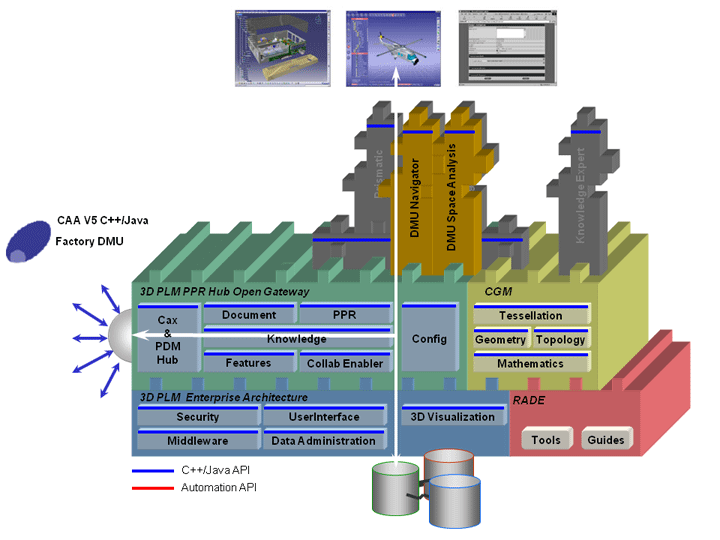 CAA V5 C++/Java
Factory DMU
Prismatic
DMU Navigator
DMU Space Analysis
Knowledge Expert
3D PLM PPR Hub Open Gateway
CGM
Cax
&
PDM
Hub
Document
PPR
Knowledge
Features
Collab Enabler
Config
Tessellation
Geometry
Topology
Mathematics
3D PLM Enterprise Architecture
RADE
Security
UserInterface
3D Visualization
Middleware
Data Administration
Tools
Guides
C++/Java API
Automation API